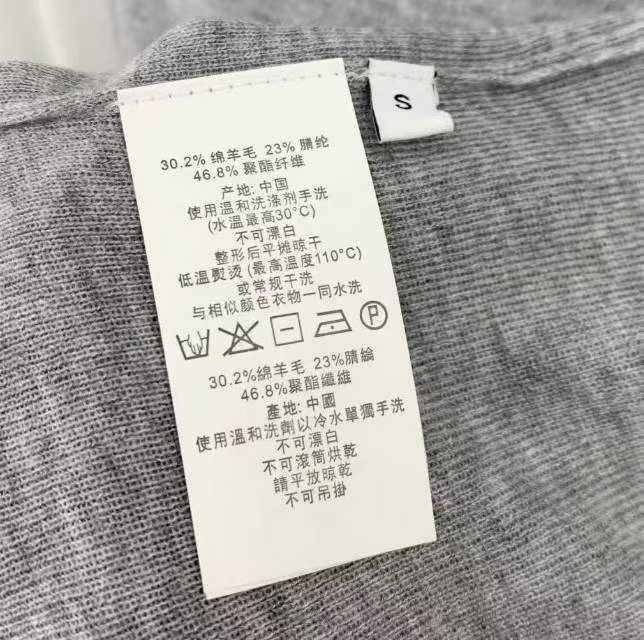 S
30.2% 绵羊毛 23% 腈纶
46.8% 聚酯纤维
产地: 中国
使用温和洗涤剂手洗
(水温最高30°C)
不可漂白
整形后平摊晾干
低温熨烫 (最高温度110°C)
或常规干洗
与相似颜色衣物一同水洗
P
30.2%綿羊毛 23%腈綸
46.8%聚酯纖維
產地: 中國
使用溫和洗劑以冷水單獨手洗
不可漂白
不可滾筒烘乾
請平放晾乾
不可吊掛